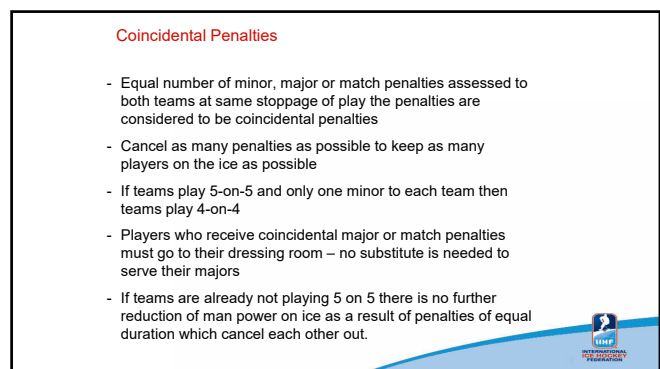 Coincidental Penalties
- Equal number of minor, major or match penalties assessed to
both teams at same stoppage of play the penalties are
considered to be coincidental penalties
- Cancel as many penalties as possible to keep as many
players on the ice as possible
- If teams play 5-on-5 and only one minor to each team then
teams play 4-on-4
- Players who receive coincidental major or match penalties
must go to their dressing room – no substitute is needed to
serve their majors
- If teams are already not playing 5 on 5 there is no further
reduction of man power on ice as a result of penalties of equal
duration which cancel each other out.
IIHF
INTERNATIONAL
ICE HOCKEY
FEDERATION